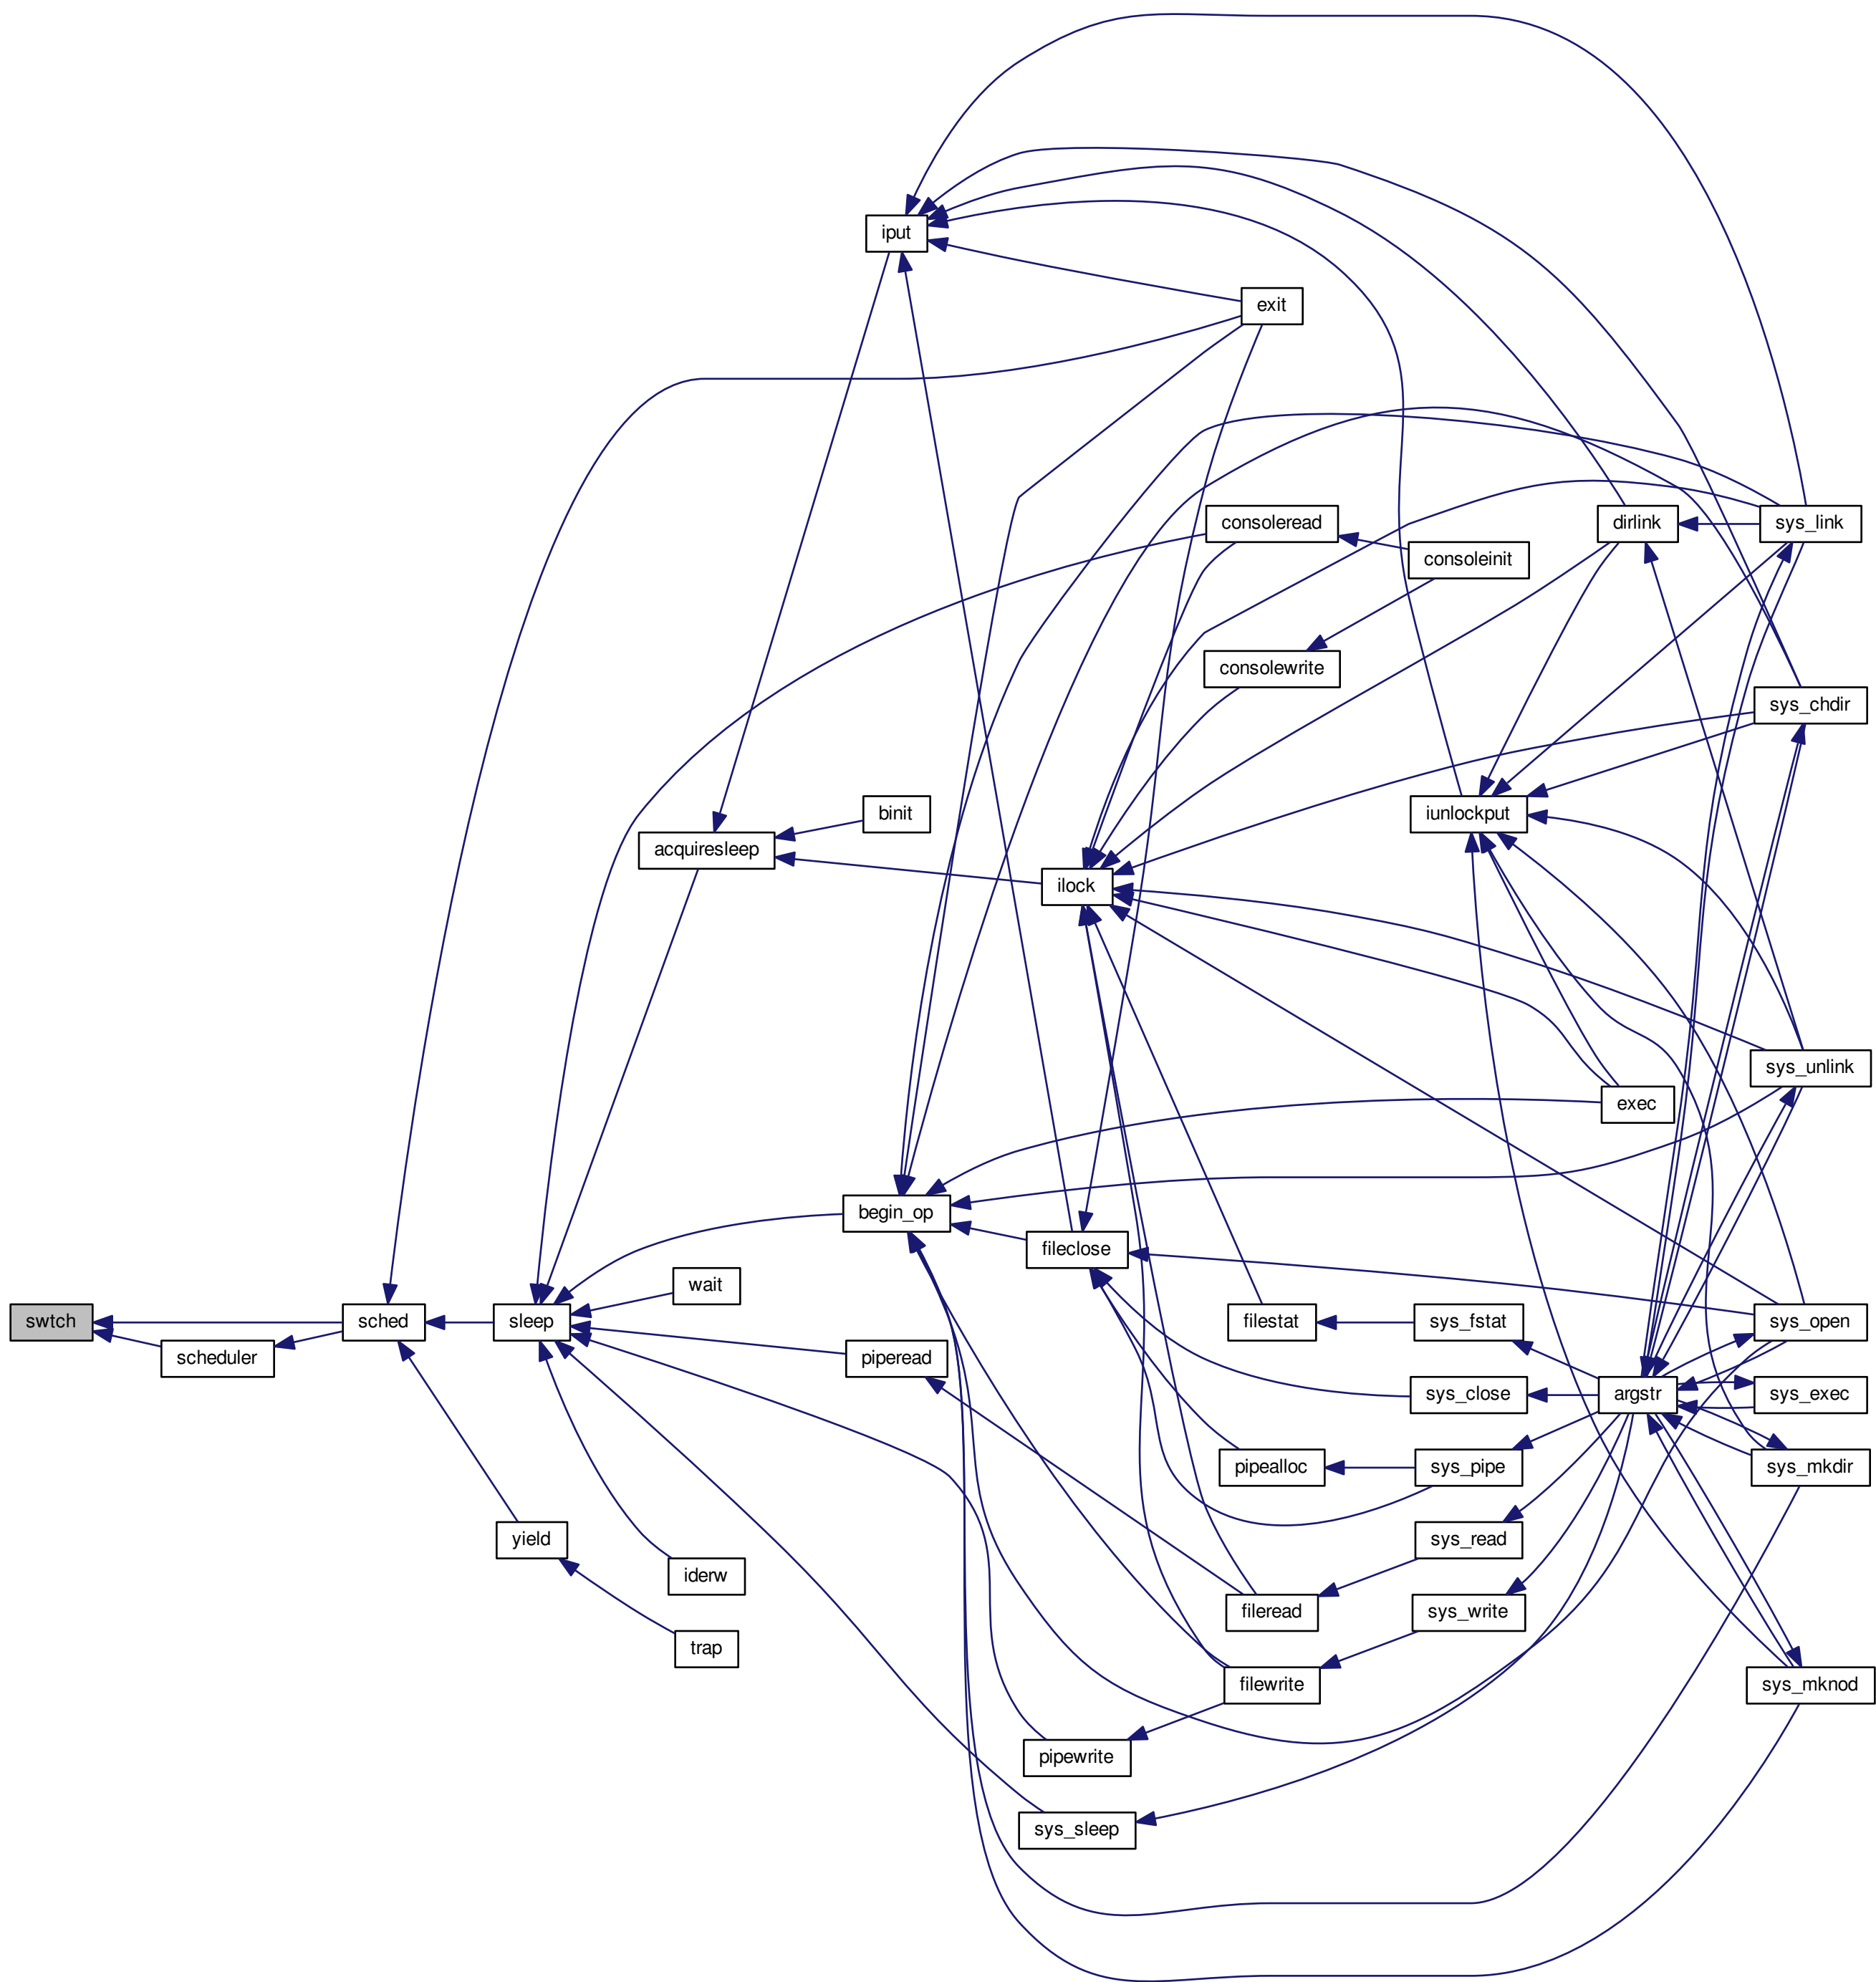 iput
exit
consoleread
dirlink
sys_link
consoleinit
consolewrite
sys_chdir
binit
iunlockput
acquiresleep
ilock
sys_unlink
exec
begin_op
fileclose
wait
swtch
sched
sleep
filestat
sys_fstat
sys_open
scheduler
piperead
sys_close
argstr
sys_exec
pipealloc
sys_pipe
sys_mkdir
yield
sys_read
iderw
fileread
sys_write
trap
filewrite
sys_mknod
pipewrite
sys_sleep